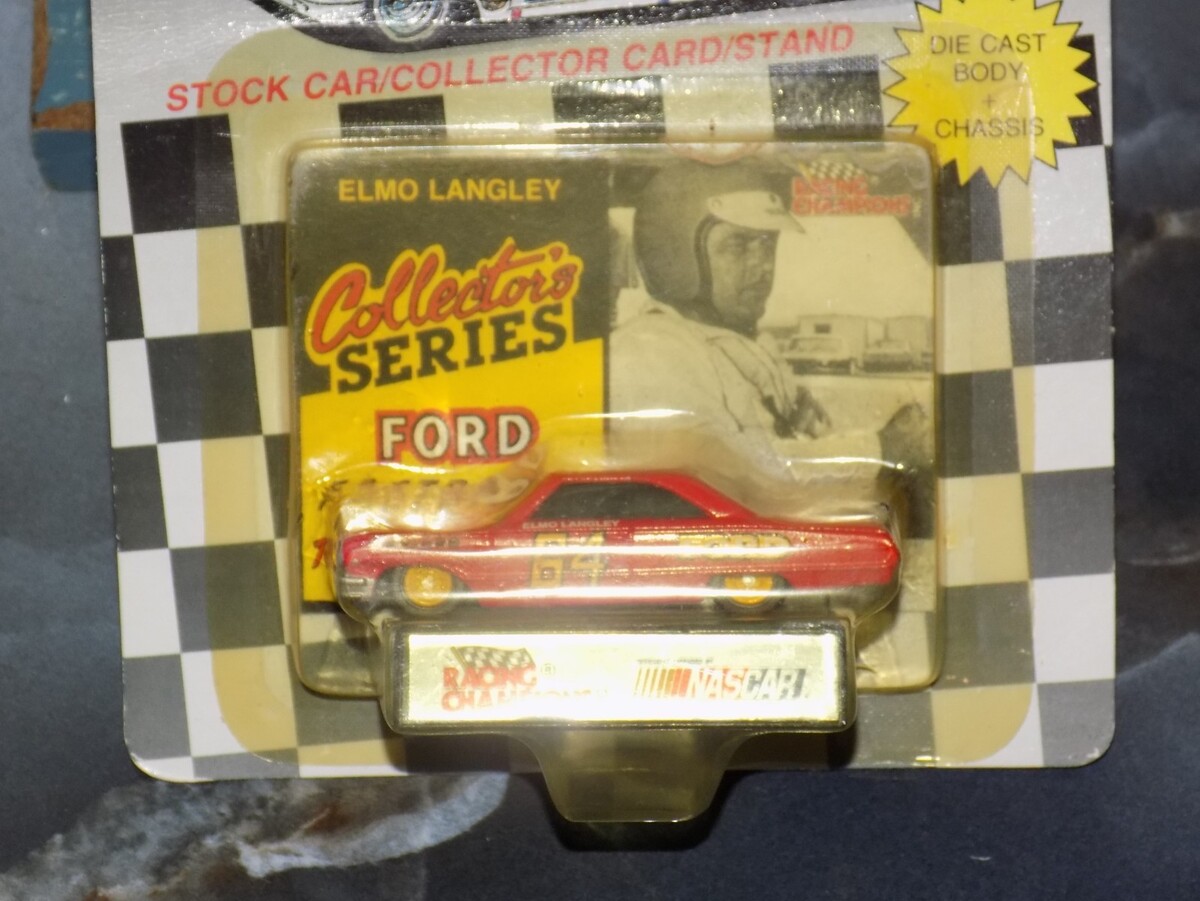 STOCK CAR/COLLECTOR CARD/STAND
DIE CAST
BODY
+
CHASSIS
ELMO LANGLEY
RACING
CHAMPIONS
Collector's
SERIES
FORD
ELMO LANGLEY
64
FORD
RACING ®
CHAMPIONS
NASCAR